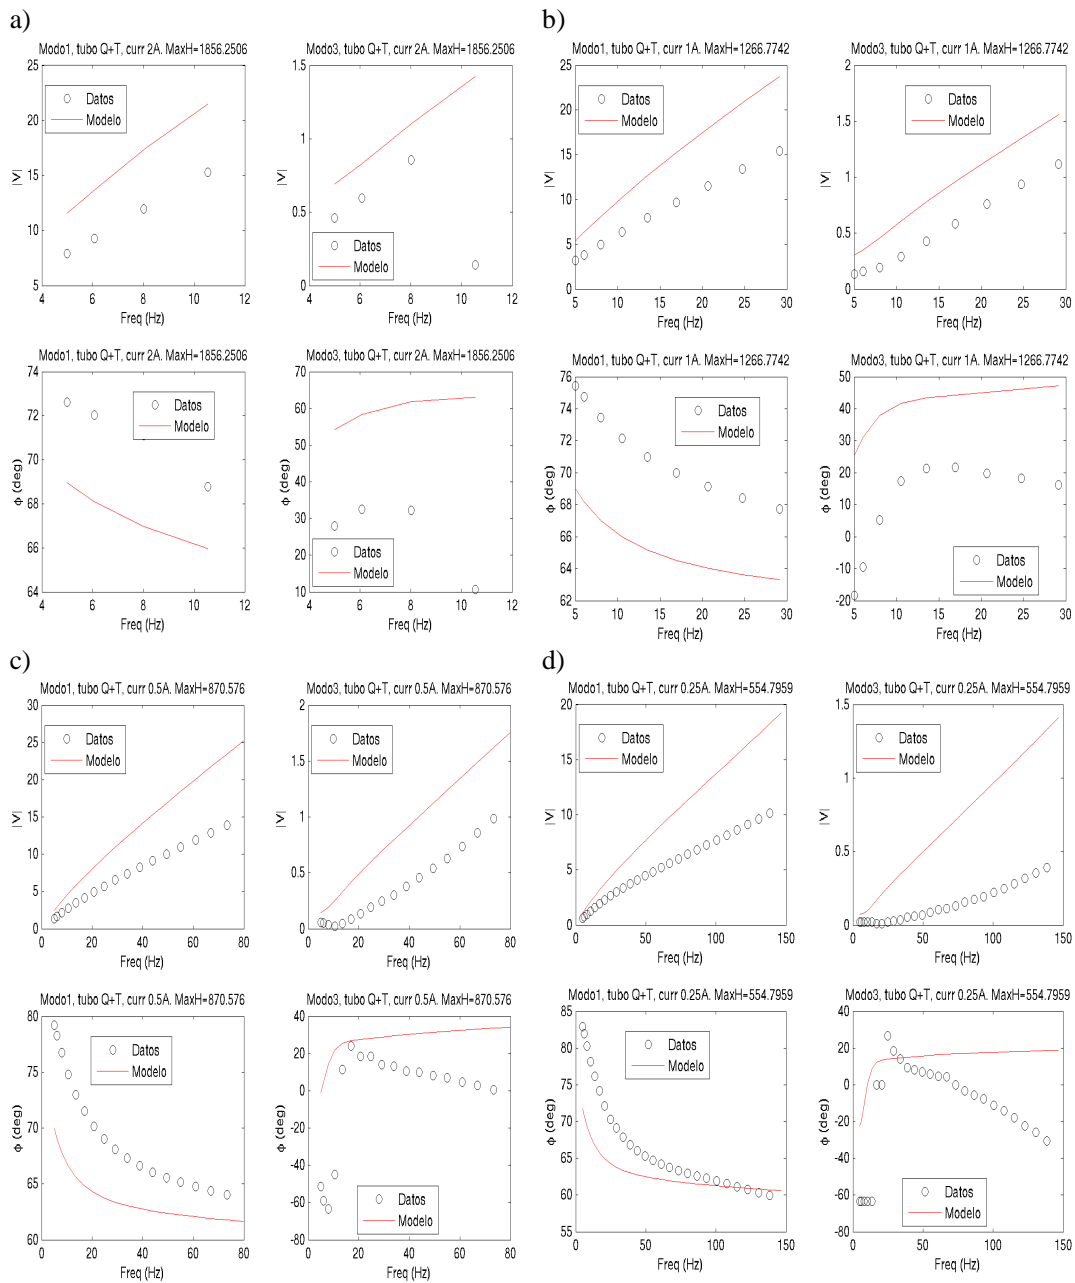 a)
Modo1, tubo Q+T, curr 2A. MaxH=1856.2506
25
20
15
10
5
|V|
Datos
Modelo
4 6 8 10 12
Freq (Hz)
Modo3, tubo Q+T, curr 2A. MaxH=1856.2506
1.5
1
0.5
0
|V|
Datos
Modelo
4 6 8 10 12
Freq (Hz)
Modo1, tubo Q+T, curr 2A. MaxH=1856.2506
74
72
70
68
66
64
ϕ (deg)
Datos
Modelo
4 6 8 10 12
Freq (Hz)
Modo3, tubo Q+T, curr 2A. MaxH=1856.2506
70
60
50
40
30
20
10
ϕ (deg)
Datos
Modelo
4 6 8 10 12
Freq (Hz)
b)
Modo1, tubo Q+T, curr 1A. MaxH=1266.7742
25
20
15
10
5
0
|V|
Datos
Modelo
5 10 15 20 25 30
Freq (Hz)
Modo3, tubo Q+T, curr 1A. MaxH=1266.7742
2
1.5
1
0.5
0
|V|
Datos
Modelo
5 10 15 20 25 30
Freq (Hz)
Modo1, tubo Q+T, curr 1A. MaxH=1266.7742
76
74
72
70
68
66
64
62
ϕ (deg)
Datos
Modelo
5 10 15 20 25 30
Freq (Hz)
Modo3, tubo Q+T, curr 1A. MaxH=1266.7742
50
40
30
20
10
0
-10
-20
ϕ (deg)
Datos
Modelo
5 10 15 20 25 30
Freq (Hz)
c)
Modo1, tubo Q+T, curr 0.5A. MaxH=870.576
30
25
20
15
10
5
0
|V|
Datos
Modelo
0 20 40 60 80
Freq (Hz)
Modo3, tubo Q+T, curr 0.5A. MaxH=870.576
2
1.5
1
0.5
0
|V|
Datos
Modelo
0 20 40 60 80
Freq (Hz)
Modo1, tubo Q+T, curr 0.5A. MaxH=870.576
80
75
70
65
60
ϕ (deg)
Datos
Modelo
0 20 40 60 80
Freq (Hz)
Modo3, tubo Q+T, curr 0.5A. MaxH=870.576
40
20
0
-20
-40
-60
-80
ϕ (deg)
Datos
Modelo
0 20 40 60 80
Freq (Hz)
d)
Modo1, tubo Q+T, curr 0.25A. MaxH=554.7959
20
15
10
5
0
|V|
Datos
Modelo
0 50 100 150
Freq (Hz)
Modo3, tubo Q+T, curr 0.25A. MaxH=554.7959
1.5
1
0.5
0
|V|
Datos
Modelo
0 50 100 150
Freq (Hz)
Modo1, tubo Q+T, curr 0.25A. MaxH=554.7959
85
80
75
70
65
60
55
ϕ (deg)
Datos
Modelo
0 50 100 150
Freq (Hz)
Modo3, tubo Q+T, curr 0.25A. MaxH=554.7959
40
20
0
-20
-40
-60
-80
ϕ (deg)
Datos
Modelo
0 50 100 150
Freq (Hz)